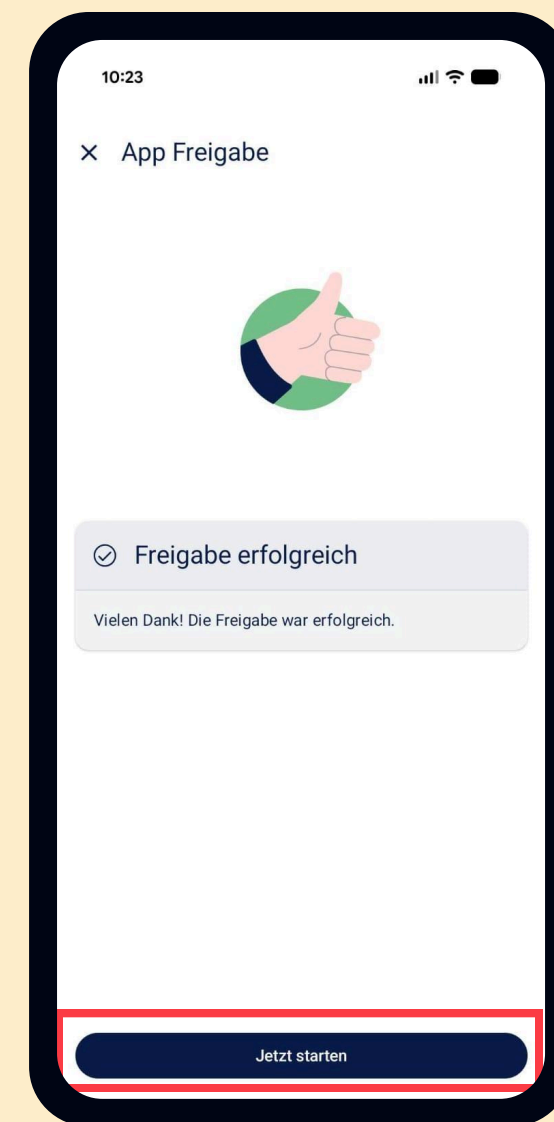 10:23
App Freigabe
Freigabe erfolgreich
Vielen Dank! Die Freigabe war erfolgreich.
Jetzt starten